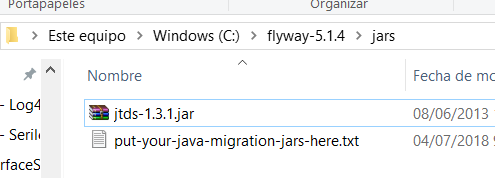 Portapapeles Organizar
Este equipo > Windows (C:) > flyway-5.1.4 > jars
Nombre Fecha de mo
- Log4 jtds-1.3.1.jar 08/06/2013 1
- Serilo put-your-java-migration-jars-here.txt 04/07/2018 9
rfaceS